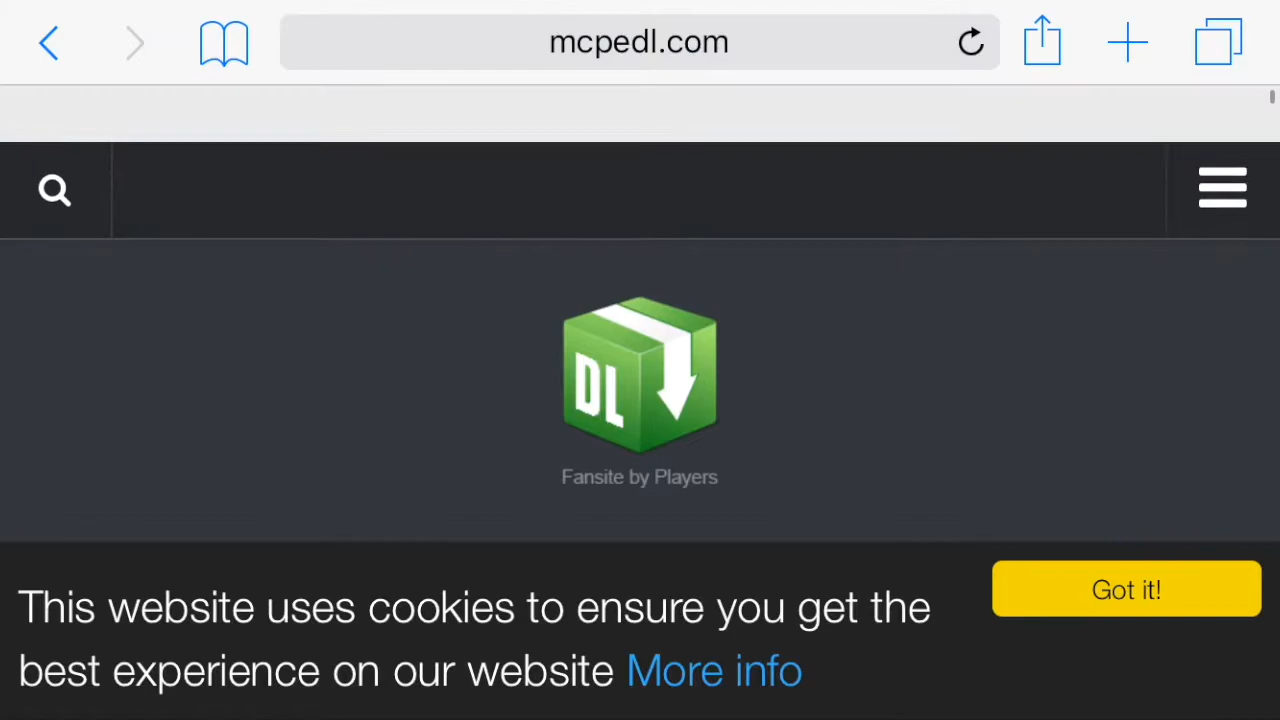 mcpedl.com
DL
Fansite by Players
This website uses cookies to ensure you get the
best experience on our website More info
Got it!